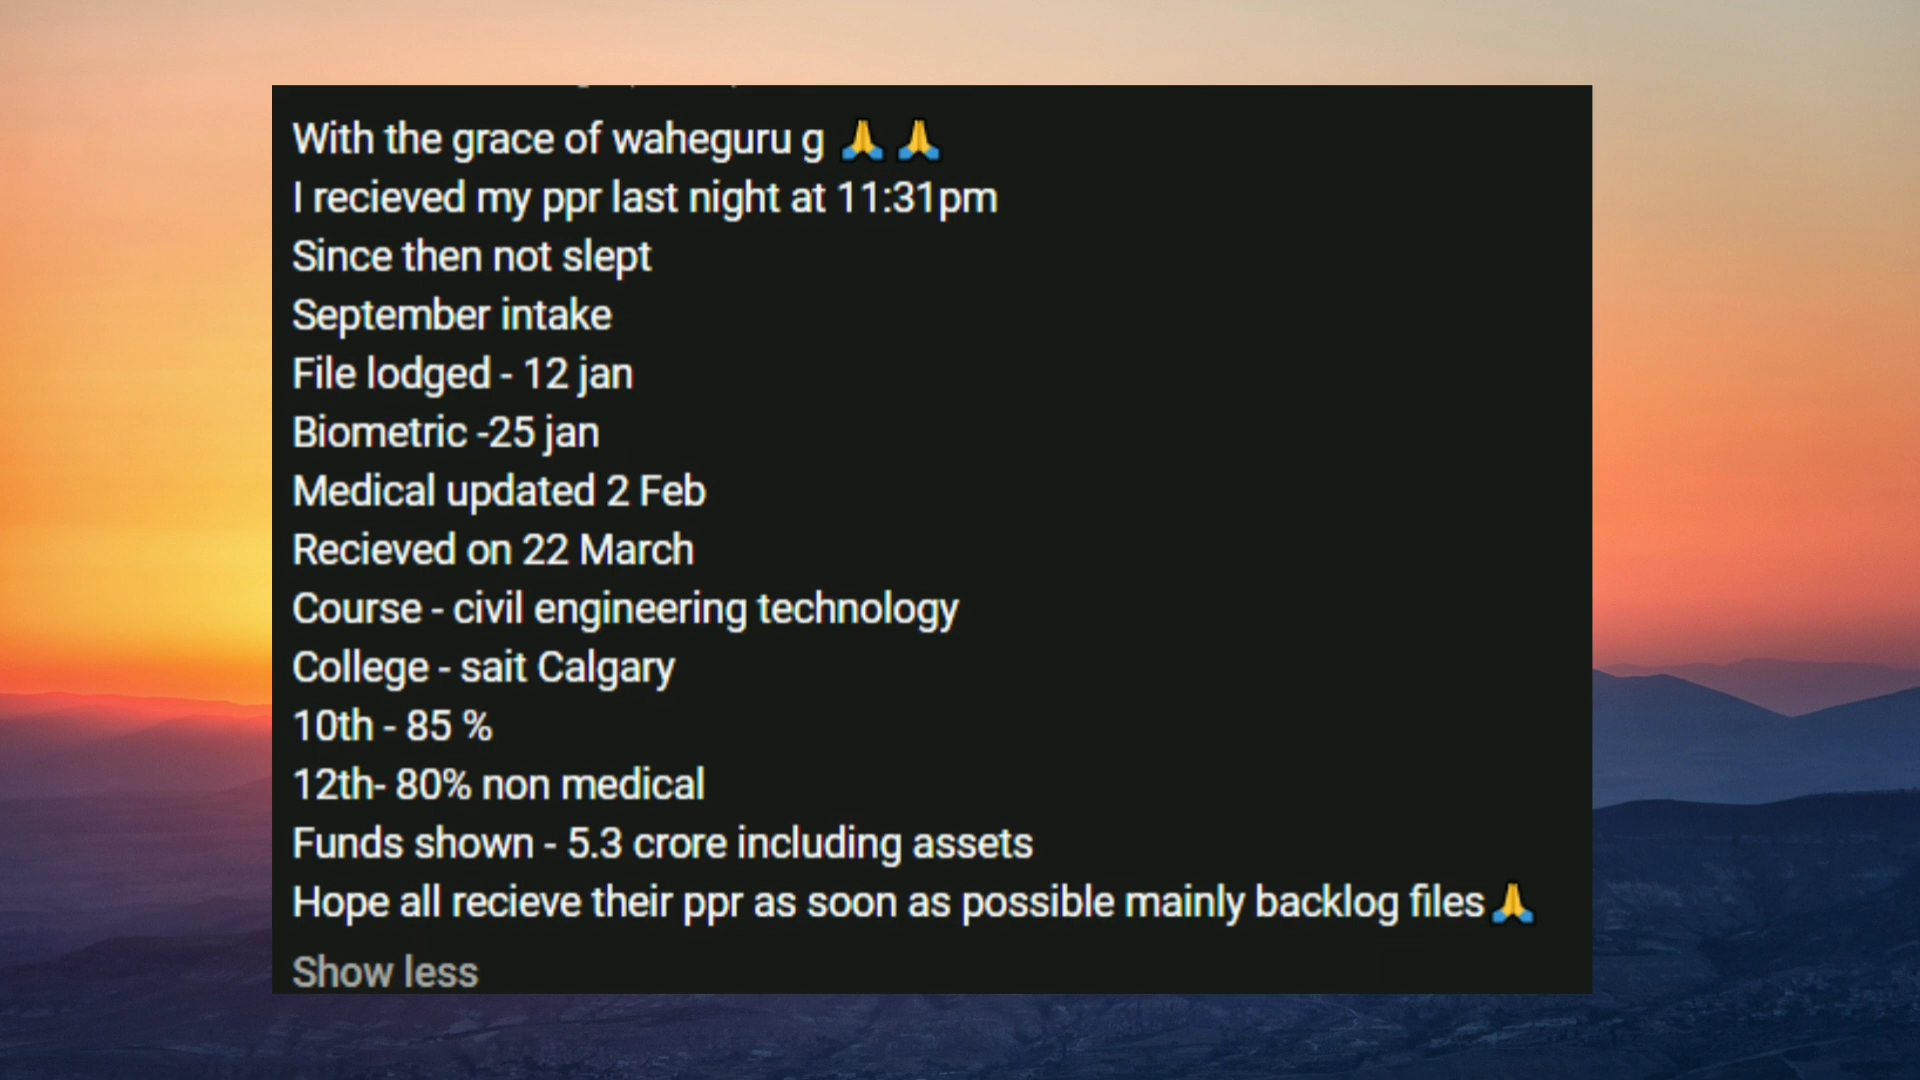 With the grace of waheguru g 🙏 🙏
I recieved my ppr last night at 11:31pm
Since then not slept
September intake
File lodged - 12 jan
Biometric -25 jan
Medical updated 2 Feb
Recieved on 22 March
Course - civil engineering technology
College - sait Calgary
10th - 85 %
12th- 80% non medical
Funds shown - 5.3 crore including assets
Hope all recieve their ppr as soon as possible mainly backlog files🙏
Show less